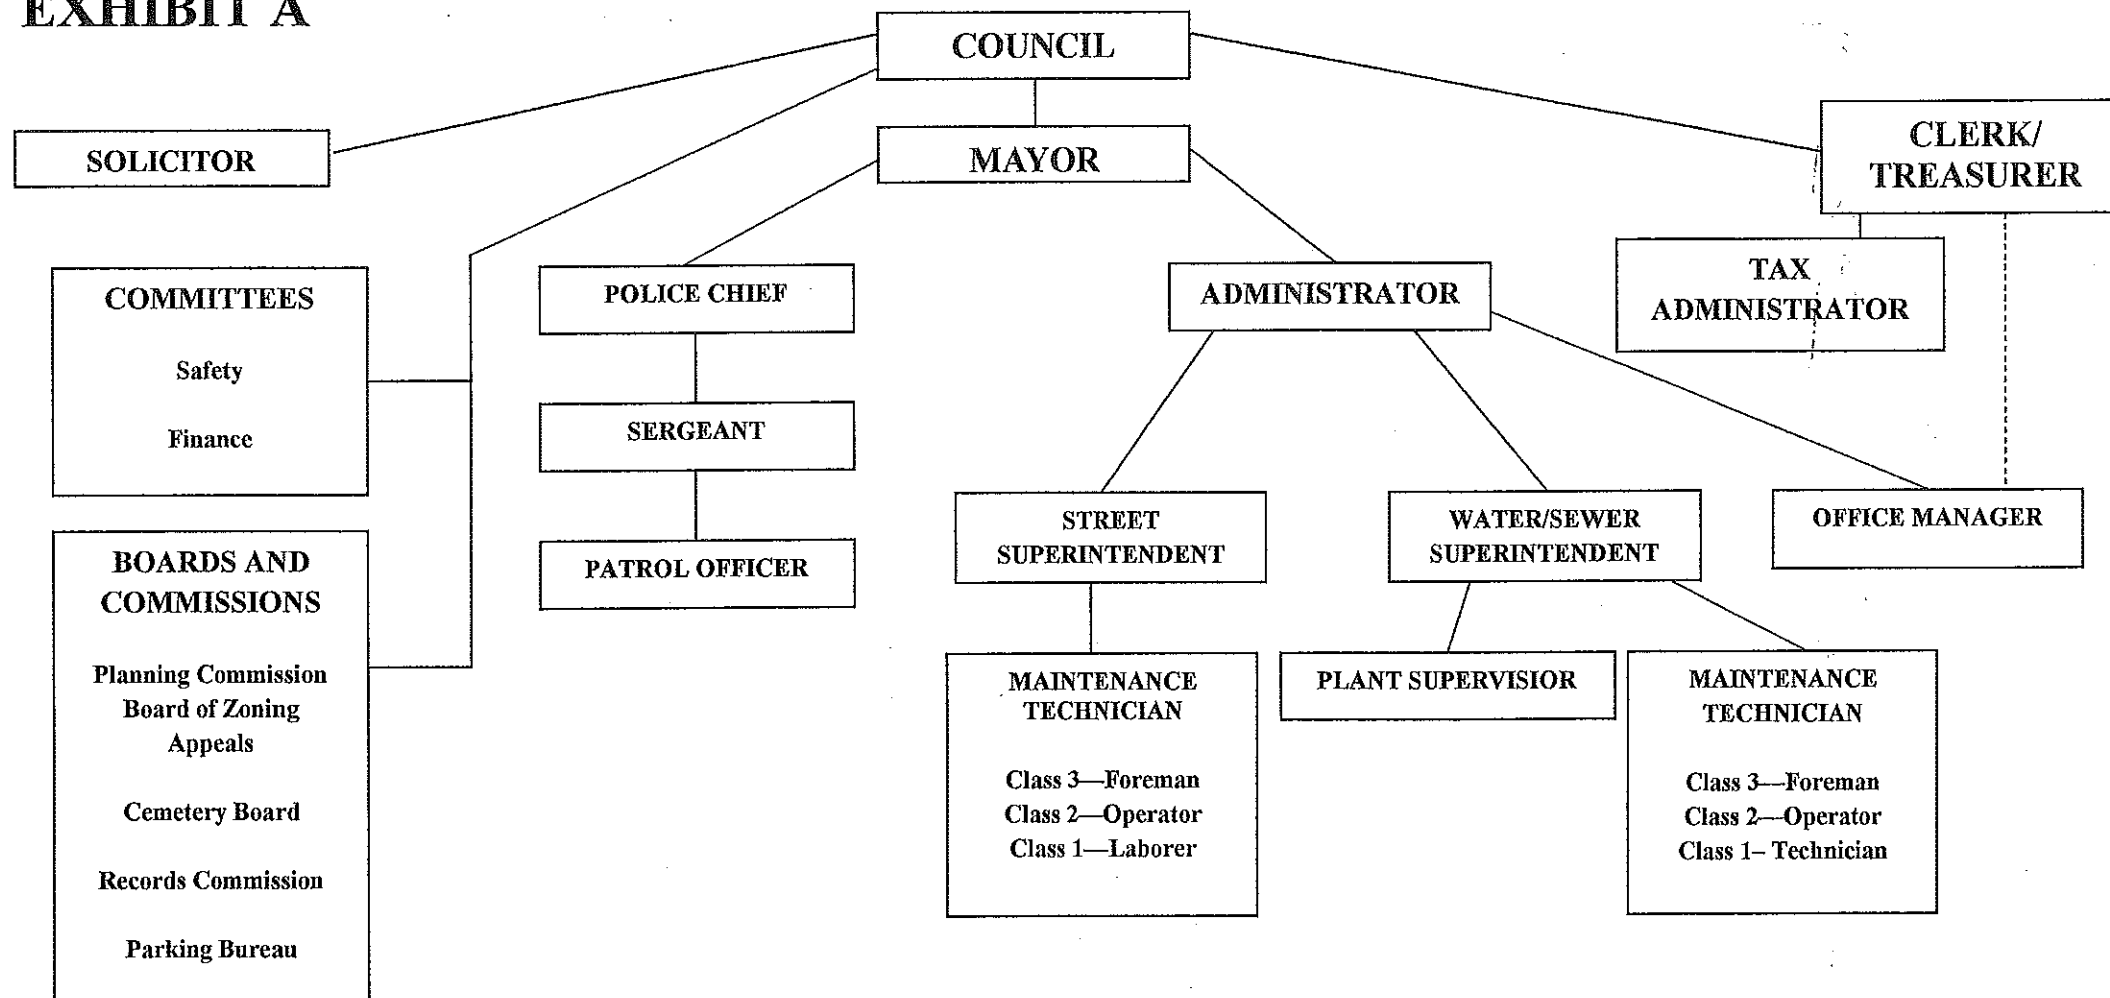 EXHIBIT A
COUNCIL
SOLICITOR
MAYOR
CLERK/
TREASURER
COMMITTEES
Safety
Finance
POLICE CHIEF
ADMINISTRATOR
TAX
ADMINISTRATOR
SERGEANT
PATROL OFFICER
STREET
SUPERINTENDENT
WATER/SEWER
SUPERINTENDENT
OFFICE MANAGER
BOARDS AND
COMMISSIONS
Planning Commission
Board of Zoning
Appeals
Cemetery Board
Records Commission
Parking Bureau
MAINTENANCE
TECHNICIAN
Class 3—Foreman
Class 2—Operator
Class 1—Laborer
PLANT SUPERVISIOR
MAINTENANCE
TECHNICIAN
Class 3—Foreman
Class 2—Operator
Class 1– Technician